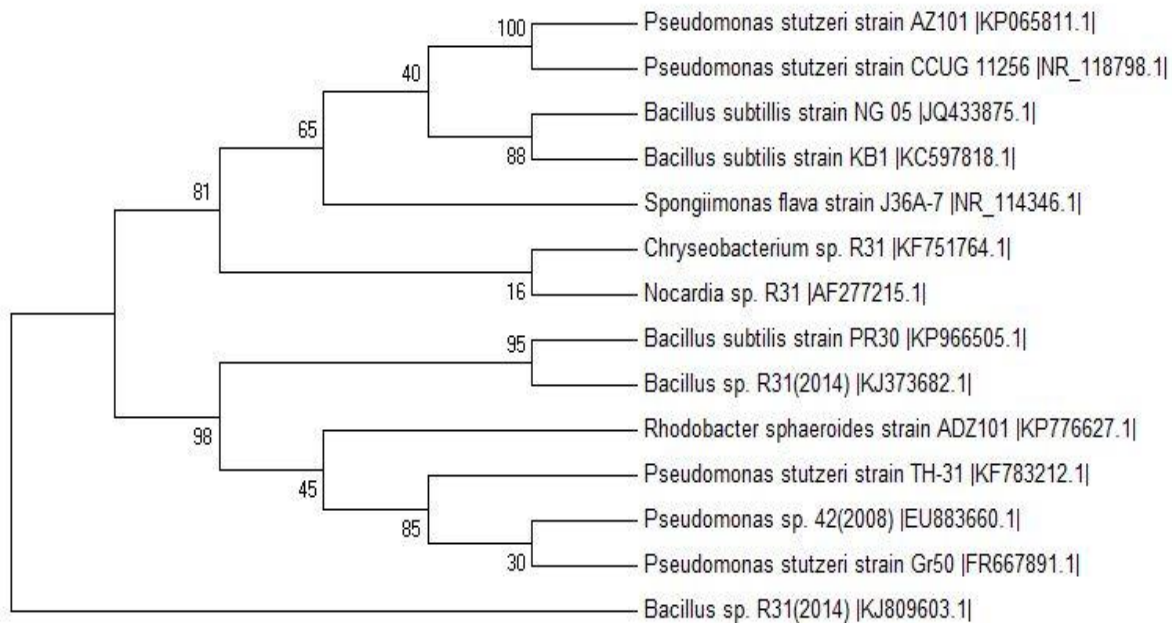 Pseudomonas stutzeri strain AZ101 |KP065811.1|
100
Pseudomonas stutzeri strain CCUG 11256 |NR_118798.1|
40
Bacillus subtillis strain NG 05 |JQ433875.1|
65
88
Bacillus subtilis strain KB1 |KC597818.1|
81
Spongiimonas flava strain J36A-7 |NR_114346.1|
Chryseobacterium sp. R31 |KF751764.1|
16
Nocardia sp. R31 |AF277215.1|
95
Bacillus subtilis strain PR30 |KP966505.1|
Bacillus sp. R31(2014) |KJ373682.1|
98
Rhodobacter sphaeroides strain ADZ101 |KP776627.1|
45
Pseudomonas stutzeri strain TH-31 |KF783212.1|
85
Pseudomonas sp. 42(2008) |EU883660.1|
30
Pseudomonas stutzeri strain Gr50 |FR667891.1|
Bacillus sp. R31(2014) |KJ809603.1|